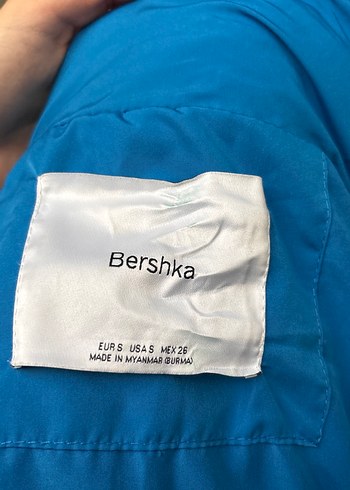 Bershka
EUR S USA S MEX 26
MADE IN MYANMAR (BURMA)